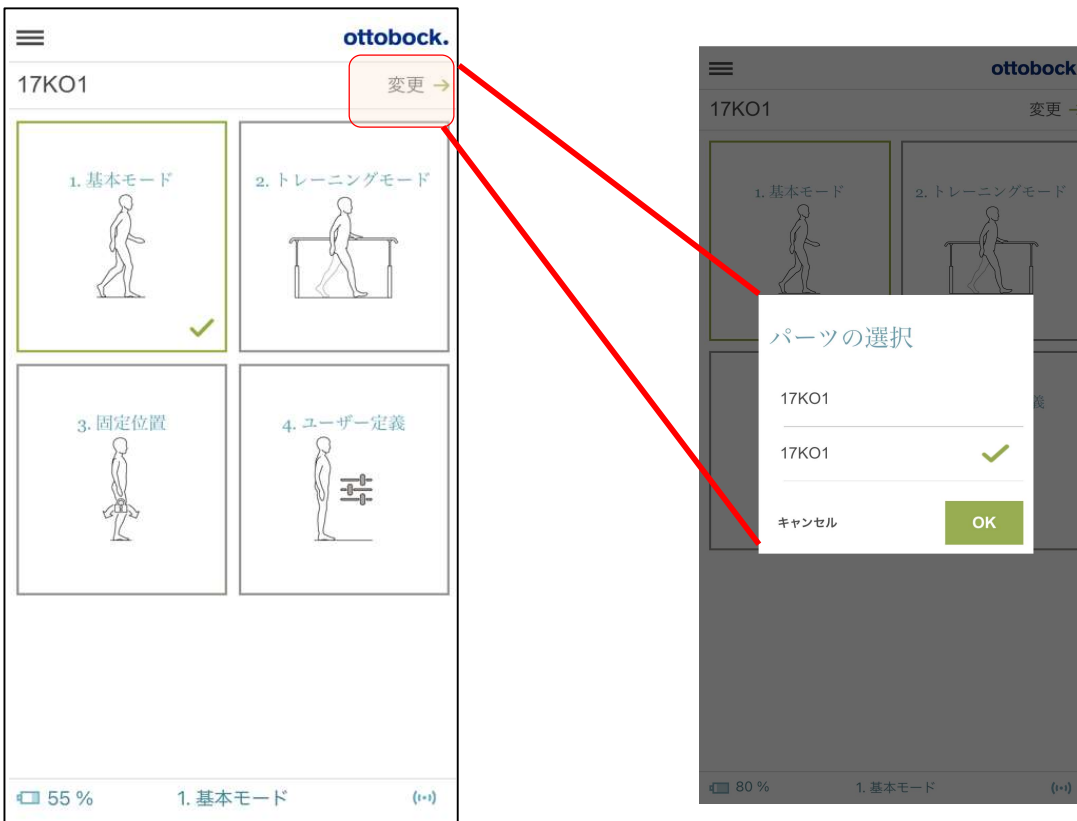 ottobock.
17KO1
変更 →
1. 基本モード
2. トレーニングモード
3. 固定位置
4. ユーザー定義
55 %
1. 基本モード
ottobock
17KO1
変更
1. 基本モード
2. トレーニングモード
パーツの選択
17KO1
17KO1
義
キャンセル
OK
80 %
1. 基本モード